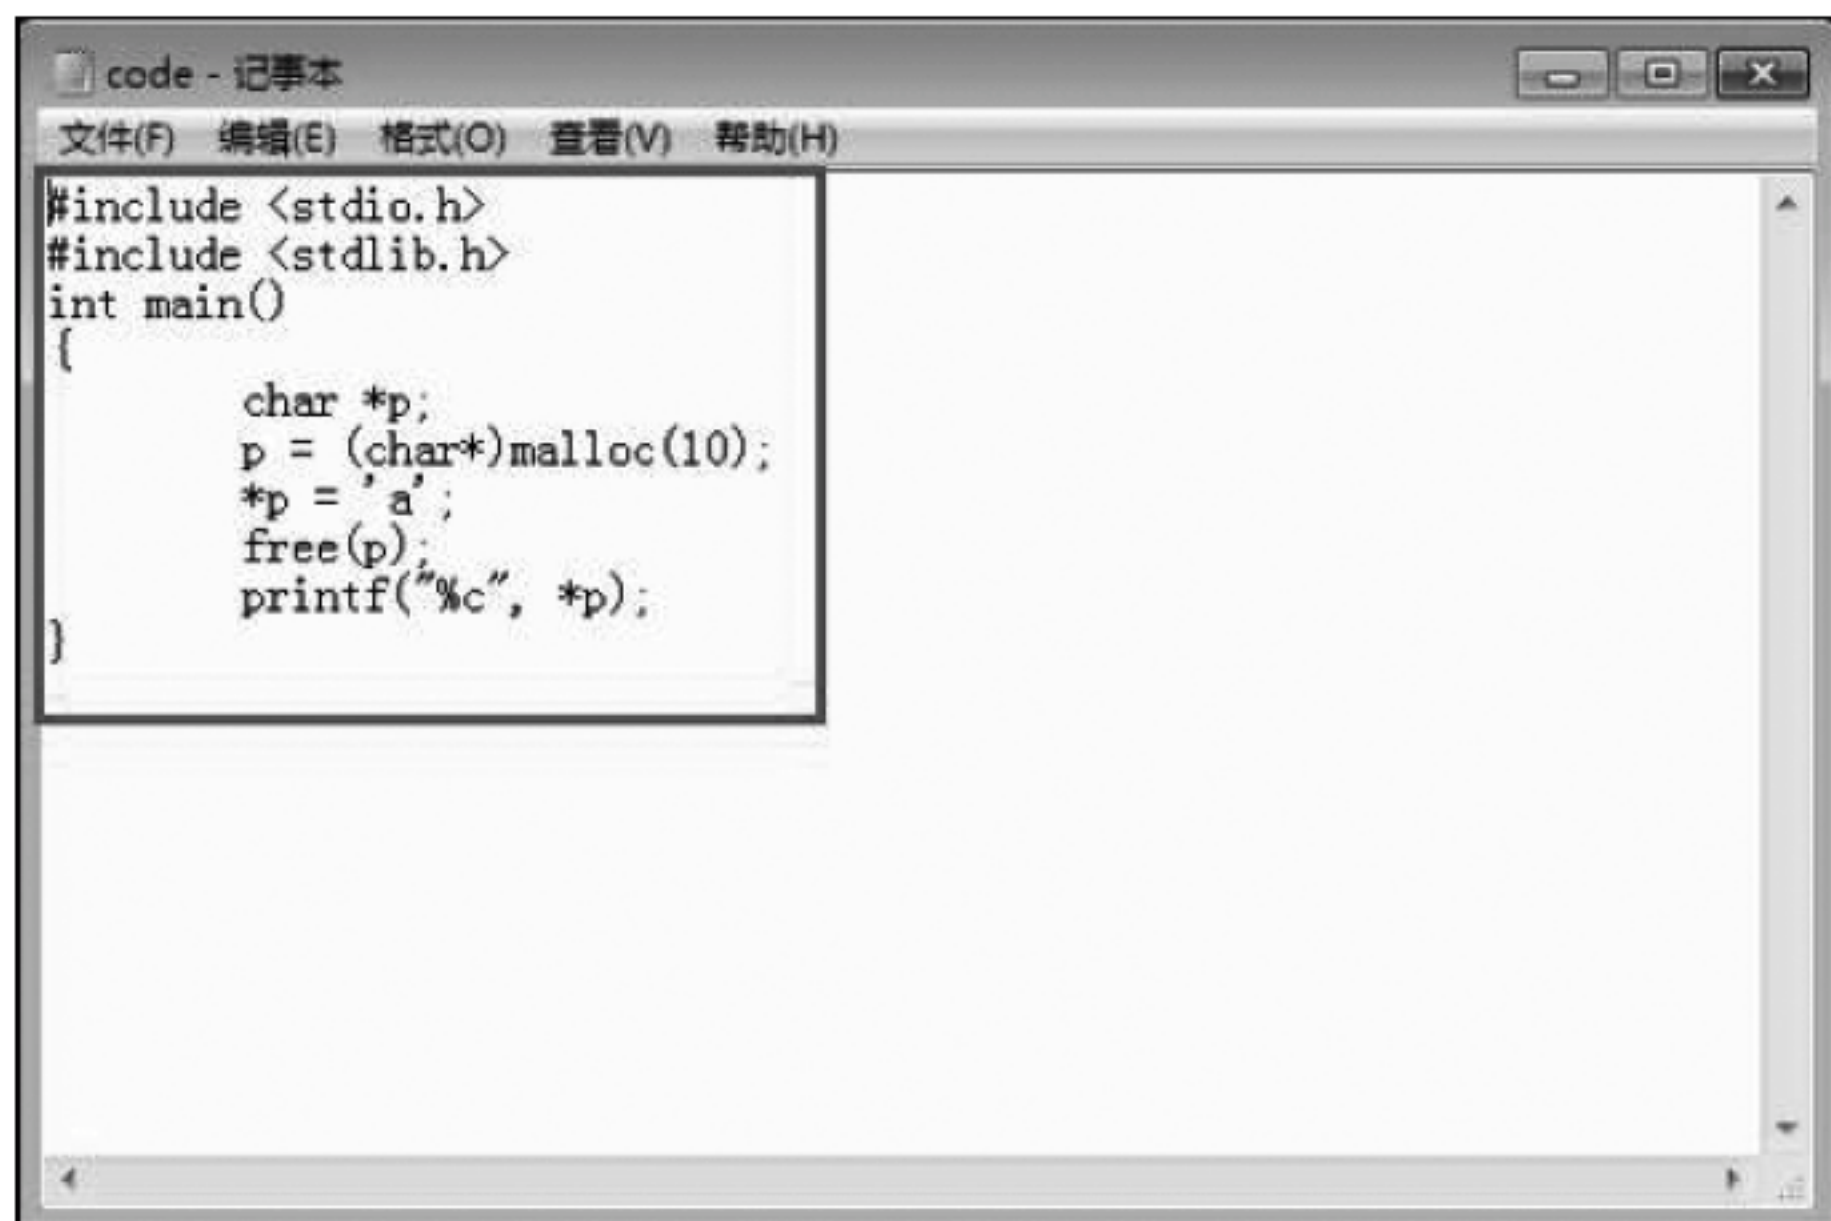 code - 记事本
文件(F) 编辑(E) 格式(O) 查看(V) 帮助(H)
#include <stdio.h>
#include <stdlib.h>
int main()
{
char *p;
p = (char*)malloc(10);
*p = 'a';
free(p);
printf("%c", *p);
}